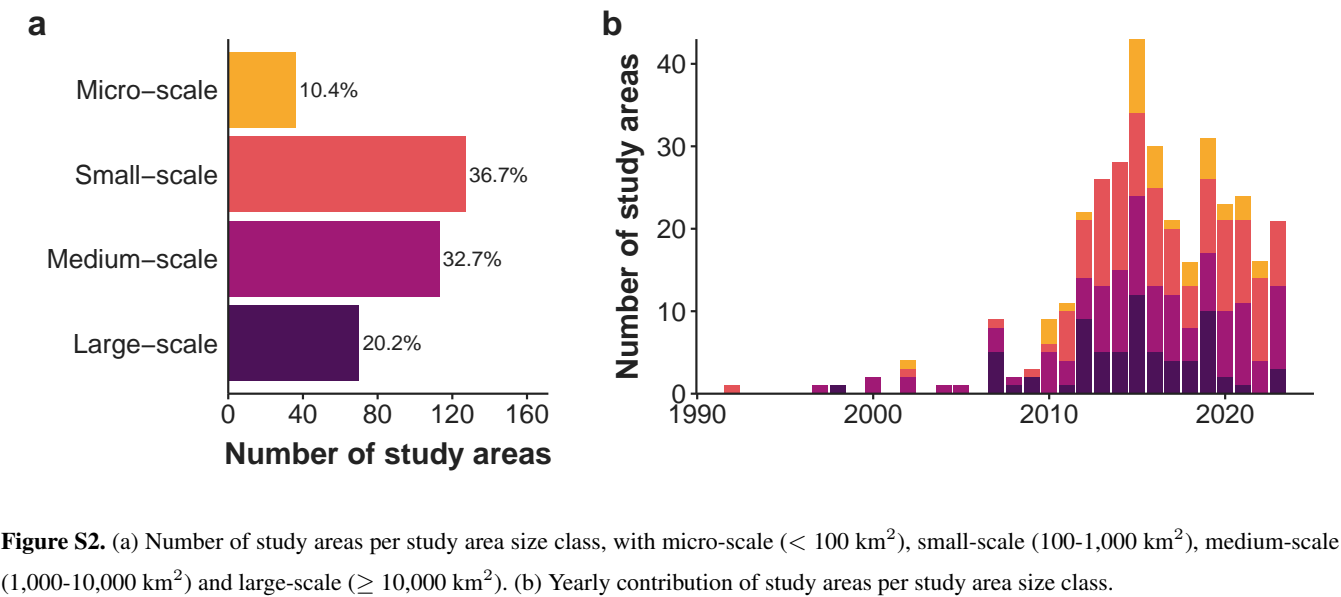 a
Micro−scale
10.4%
Small−scale
36.7%
Medium−scale
32.7%
Large−scale
20.2%
0 40 80 120 160
Number of study areas
b
Number of study areas
40
30
20
10
0
1990 2000 2010 2020
Figure S2. (a) Number of study areas per study area size class, with micro-scale (< 100 km²), small-scale (100-1,000 km²), medium-scale
(1,000-10,000 km²) and large-scale (≥ 10,000 km²). (b) Yearly contribution of study areas per study area size class.